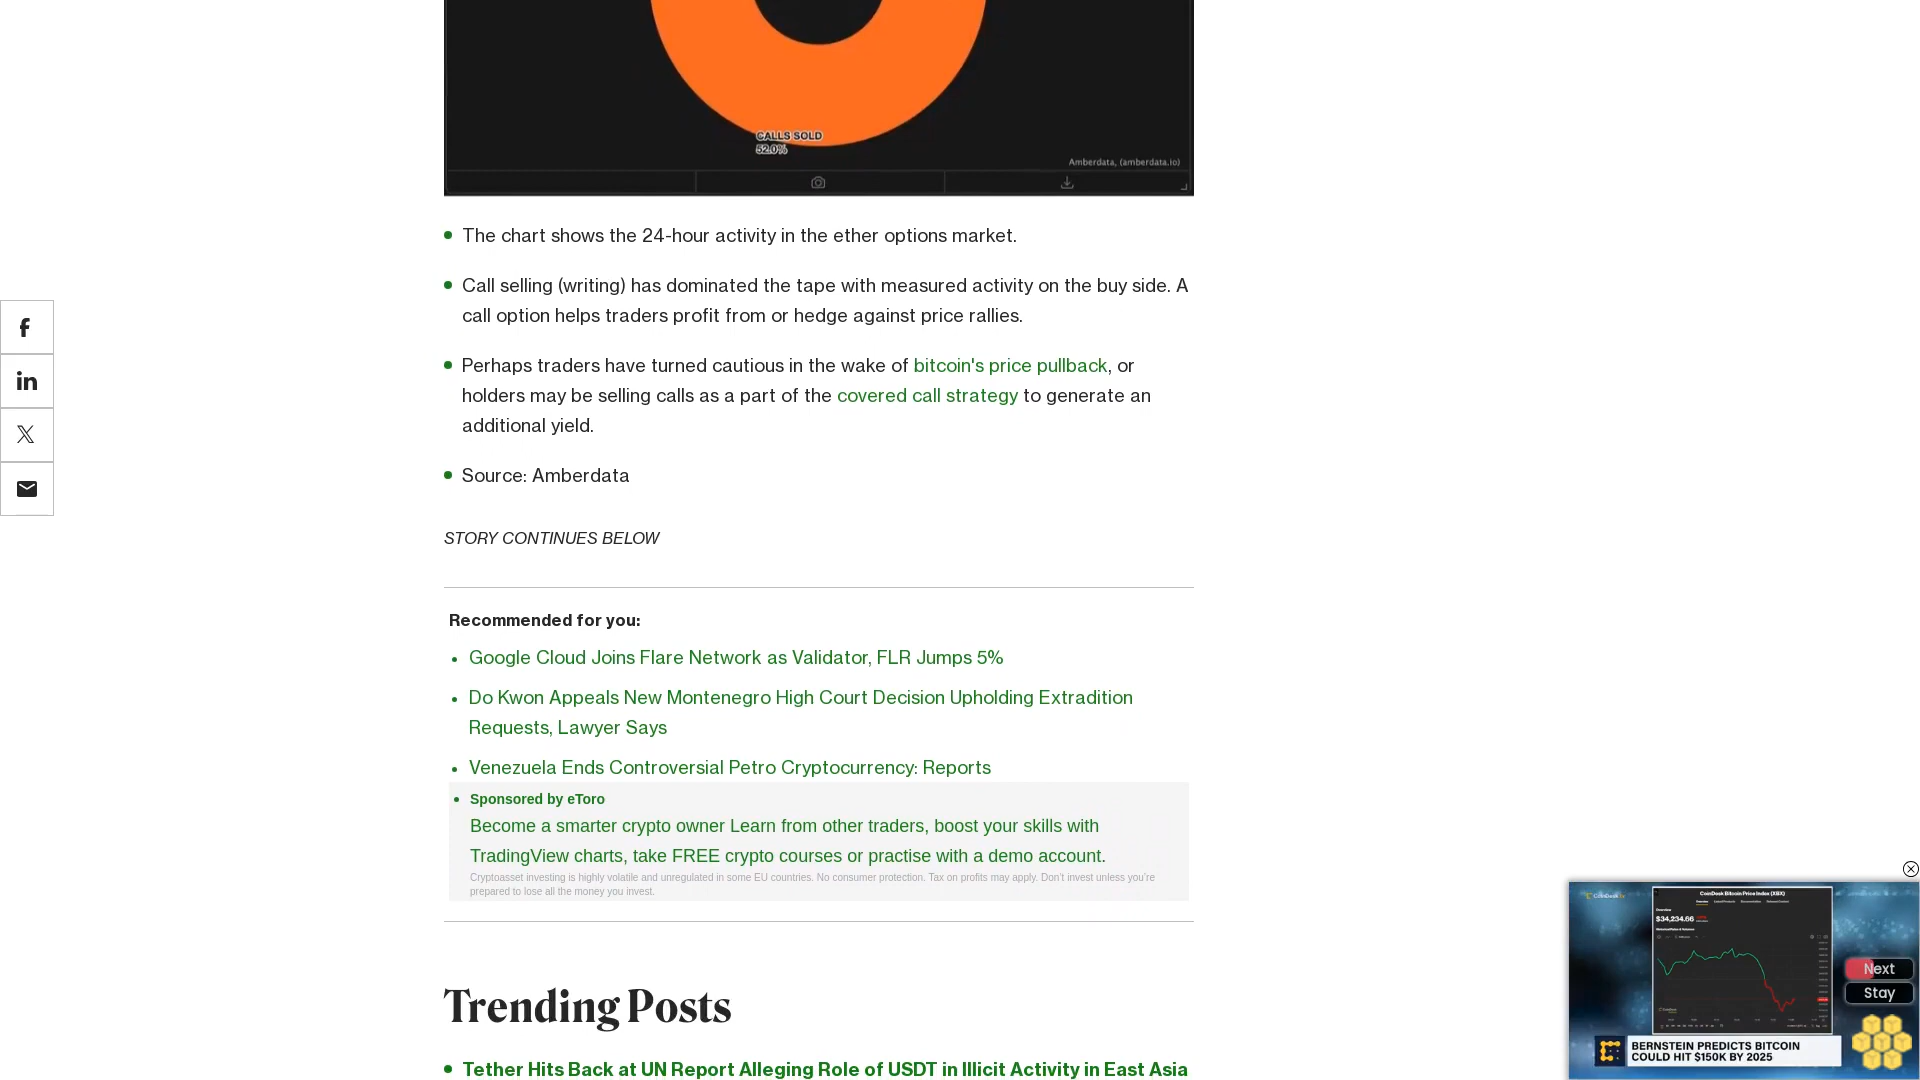 CALLS SOLD
52.0%
Amberdata, (amberdata.io)
The chart shows the 24-hour activity in the ether options market.
Call selling (writing) has dominated the tape with measured activity on the buy side. A
call option helps traders profit from or hedge against price rallies.
Perhaps traders have turned cautious in the wake of bitcoin's price pullback, or
holders may be selling calls as a part of the covered call strategy to generate an
additional yield.
Source: Amberdata
STORY CONTINUES BELOW
Recommended for you:
Google Cloud Joins Flare Network as Validator, FLR Jumps 5%
Do Kwon Appeals New Montenegro High Court Decision Upholding Extradition
Requests, Lawyer Says
Venezuela Ends Controversial Petro Cryptocurrency: Reports
Sponsored by eToro
Become a smarter crypto owner Learn from other traders, boost your skills with
TradingView charts, take FREE crypto courses or practise with a demo account.
Cryptoasset investing is highly volatile and unregulated in some EU countries. No consumer protection. Tax on profits may apply. Don't invest unless you're
prepared to lose all the money you invest.
Trending Posts
Tether Hits Back at UN Report Alleging Role of USDT in Illicit Activity in East Asia
CoinDesk Bitcoin Price Index (XBX)
$34,234.66
Next
Stay
BERNSTEIN PREDICTS BITCOIN
COULD HIT $150K BY 2025